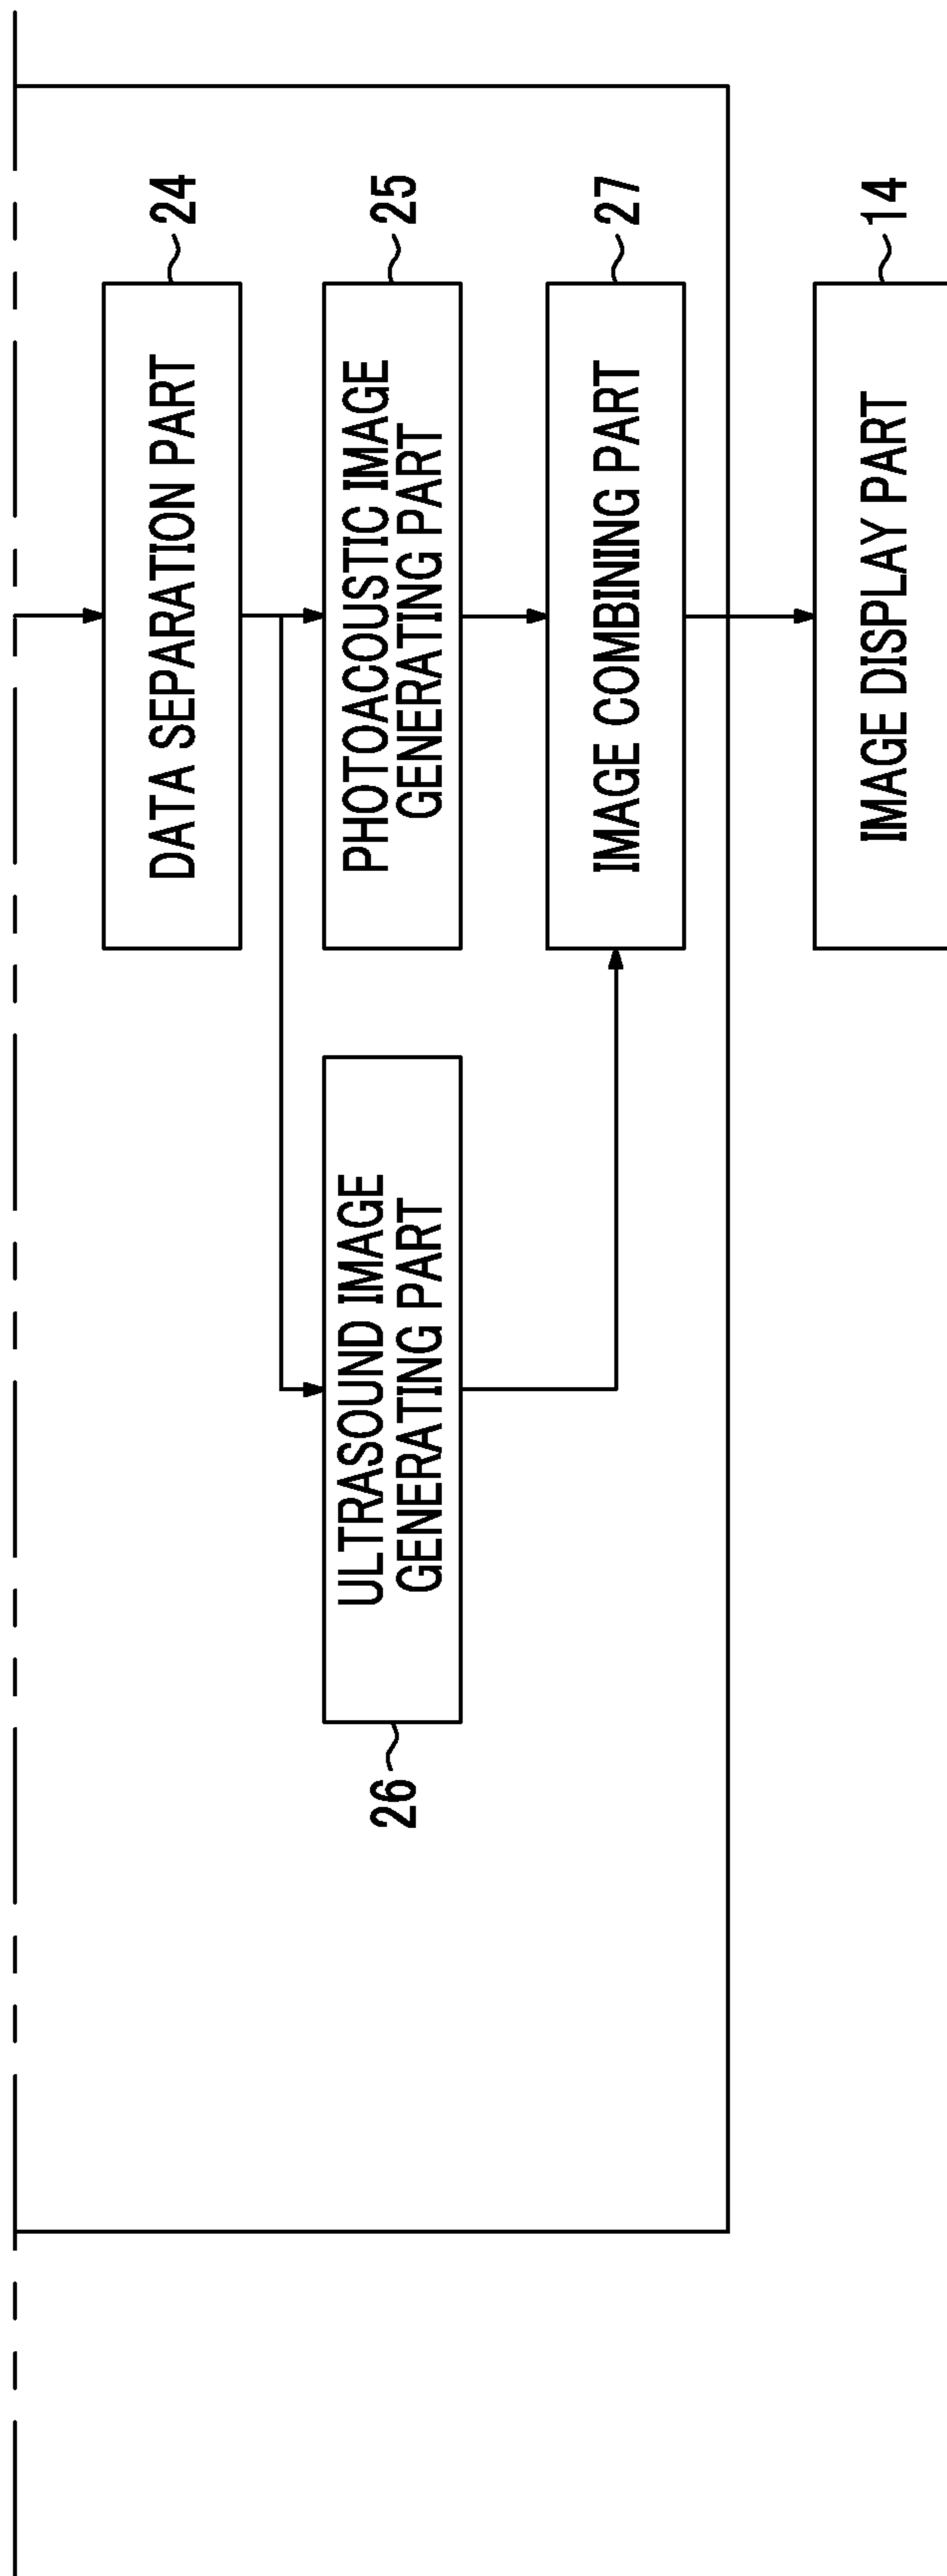 24
DATA SEPARATION PART
25
PHOTOACOUSTIC IMAGE
GENERATING PART
26
ULTRASOUND IMAGE
GENERATING PART
27
IMAGE COMBINING PART
14
IMAGE DISPLAY PART